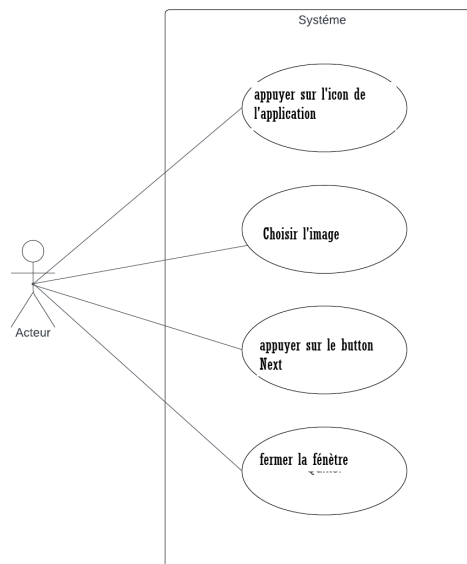 Systéme
appuyer sur l'icon de
l'application
Choisir l'image
Acteur
appuyer sur le button
Next
fermer la fénètre